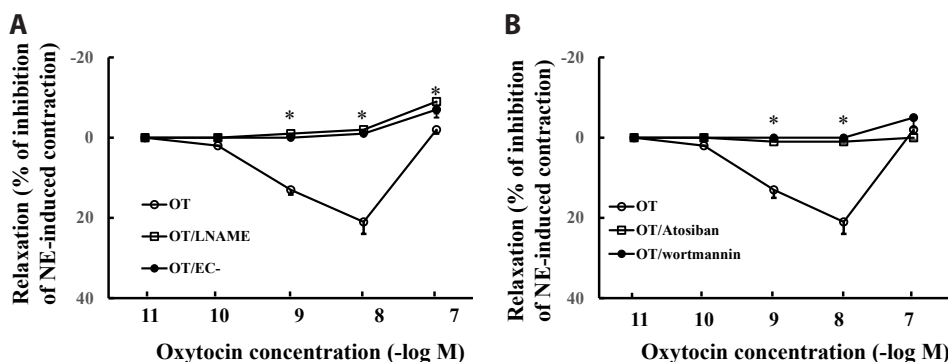 A
Relaxation (% of inhibition
of NE-induced contraction)
-20
0
20
40
* * *
OT
OT/LNAME
OT/EC-
11 10 9 8 7
Oxytocin concentration (-log M)
B
Relaxation (% of inhibition
of NE-induced contraction)
-20
0
20
40
* *
OT
OT/Atosiban
OT/wortmannin
11 10 9 8 7
Oxytocin concentration (-log M)